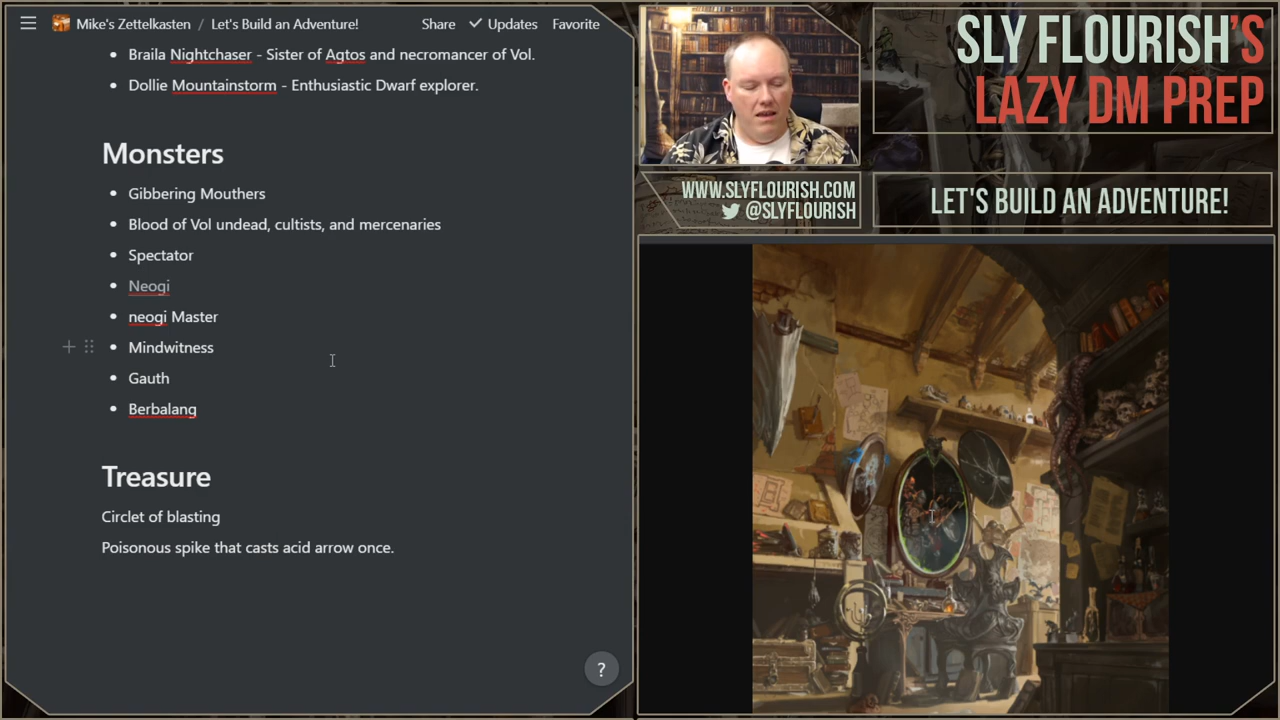 Mike's Zettelkasten / Let's Build an Adventure! Share Updates Favorite
Braila Nightchaser - Sister of Agtos and necromancer of Vol.
Dollie Mountainstorm - Enthusiastic Dwarf explorer.
Monsters
Gibbering Mouthers
Blood of Vol undead, cultists, and mercenaries
Spectator
Neogi
neogi Master
Mindwitness
Gauth
Berbalang
Treasure
Circlet of blasting
Poisonous spike that casts acid arrow once.
?
SLY FLOURISH'S
LAZY DM PREP
WWW.SLYFLOURISH.COM
@SLYFLOURISH
LET'S BUILD AN ADVENTURE!